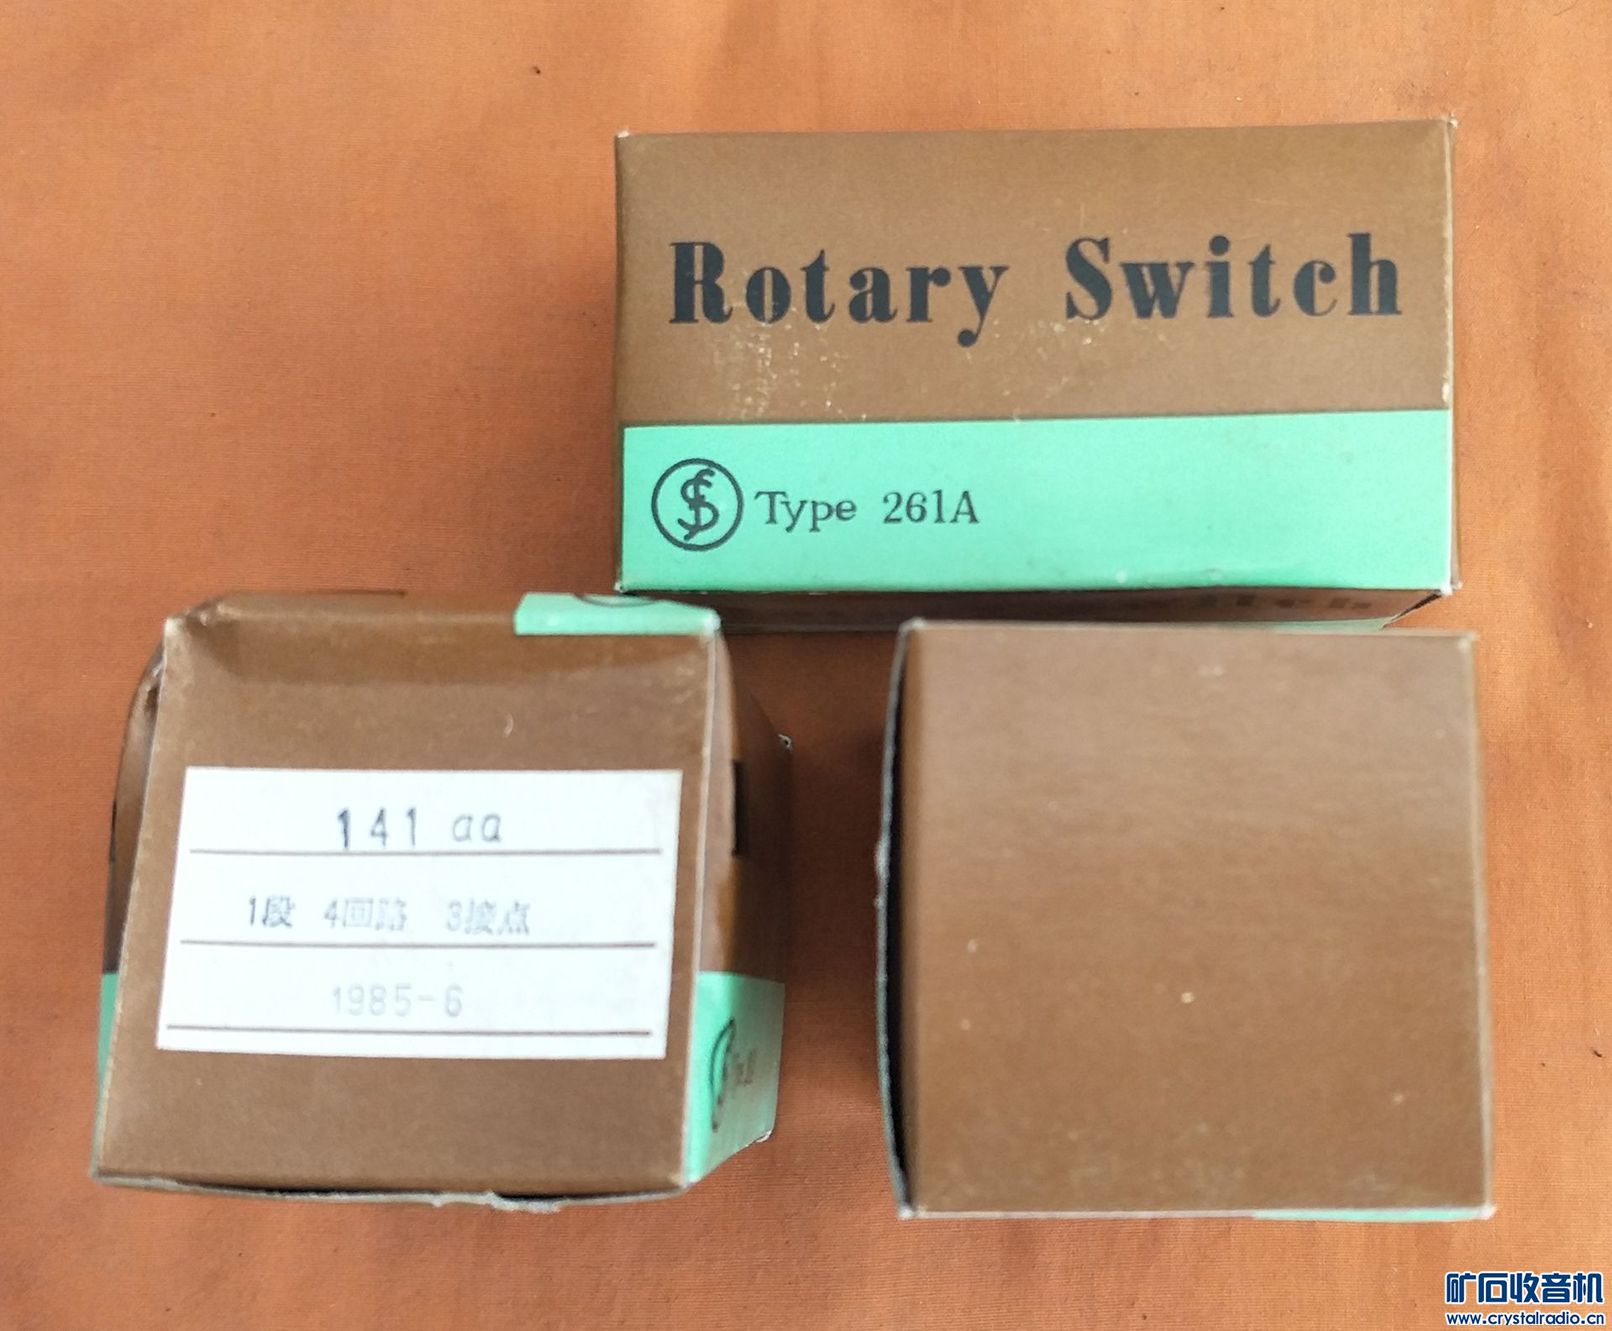 Rotary Switch
Type 261A
141 aa
1段 4回路 3接点
1985-6
矿石收音机
www.crystalradio.cn